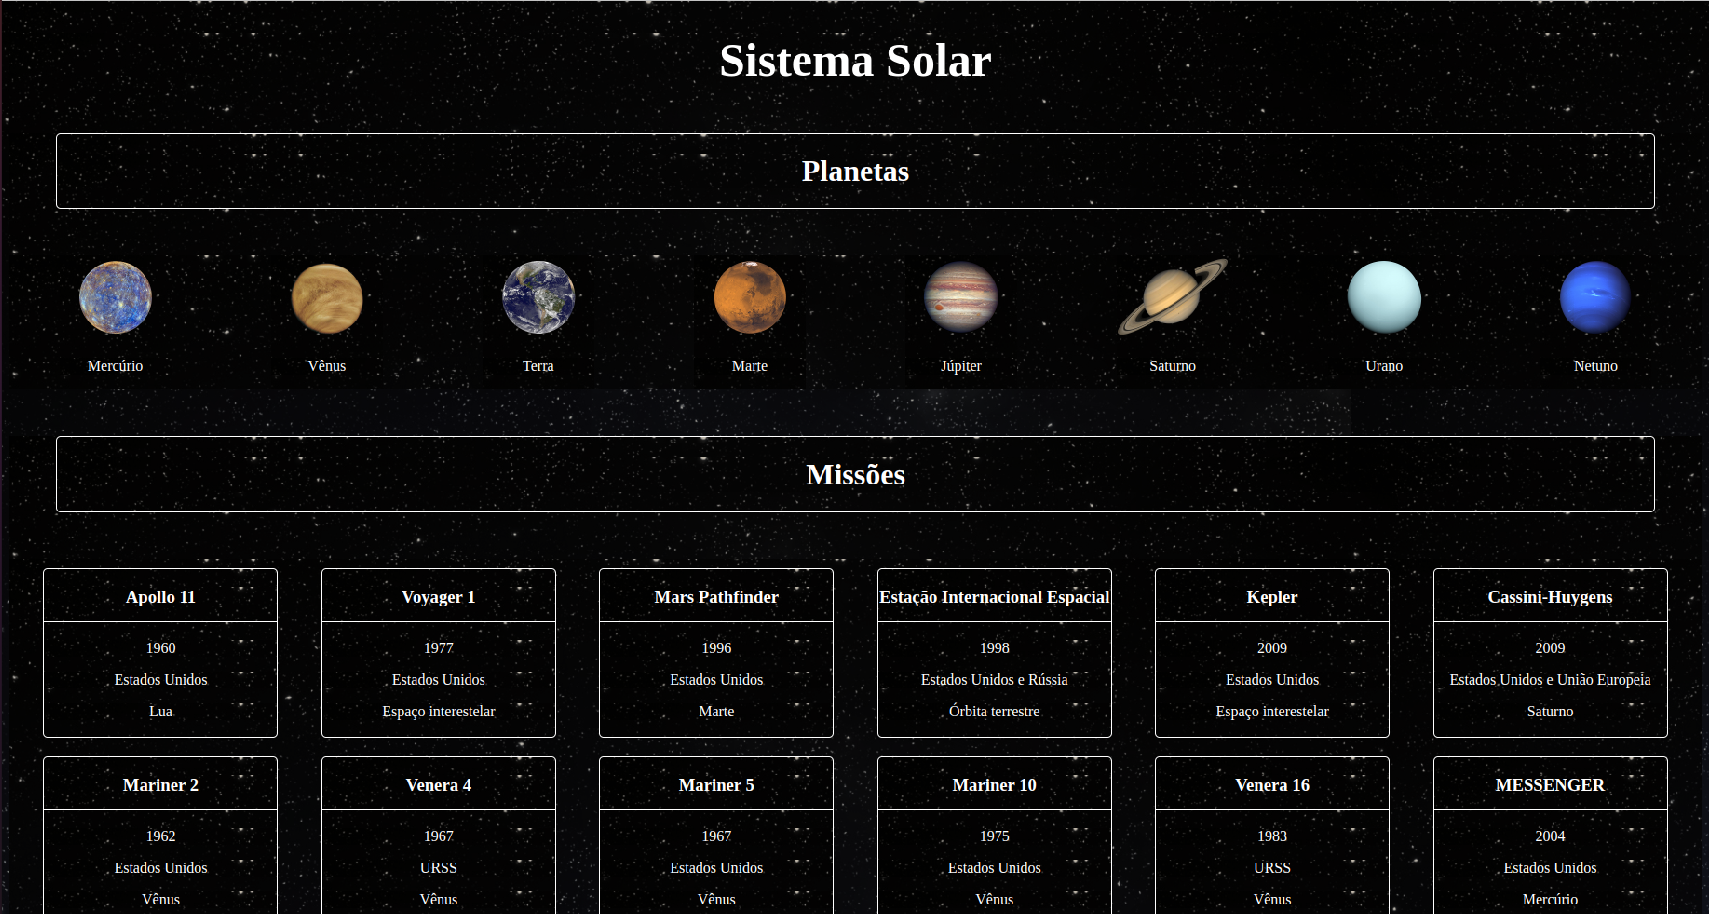 Sistema Solar
Planetas
Mercúrio
Vênus
Terra
Marte
Júpiter
Saturno
Urano
Netuno
Missões
Apollo 11
1960
Estados Unidos
Lua
Voyager 1
1977
Estados Unidos
Espaço interestelar
Mars Pathfinder
1996
Estados Unidos
Marte
Estação Internacional Espacial
1998
Estados Unidos e Rússia
Órbita terrestre
Kepler
2009
Estados Unidos
Espaço interestelar
Cassini-Huygens
2009
Estados Unidos e União Europeia
Saturno
Mariner 2
1962
Estados Unidos
Vênus
Venera 4
1967
URSS
Vênus
Mariner 5
1967
Estados Unidos
Vênus
Mariner 10
1975
Estados Unidos
Vênus
Venera 16
1983
URSS
Vênus
MESSENGER
2004
Estados Unidos
Mercúrio